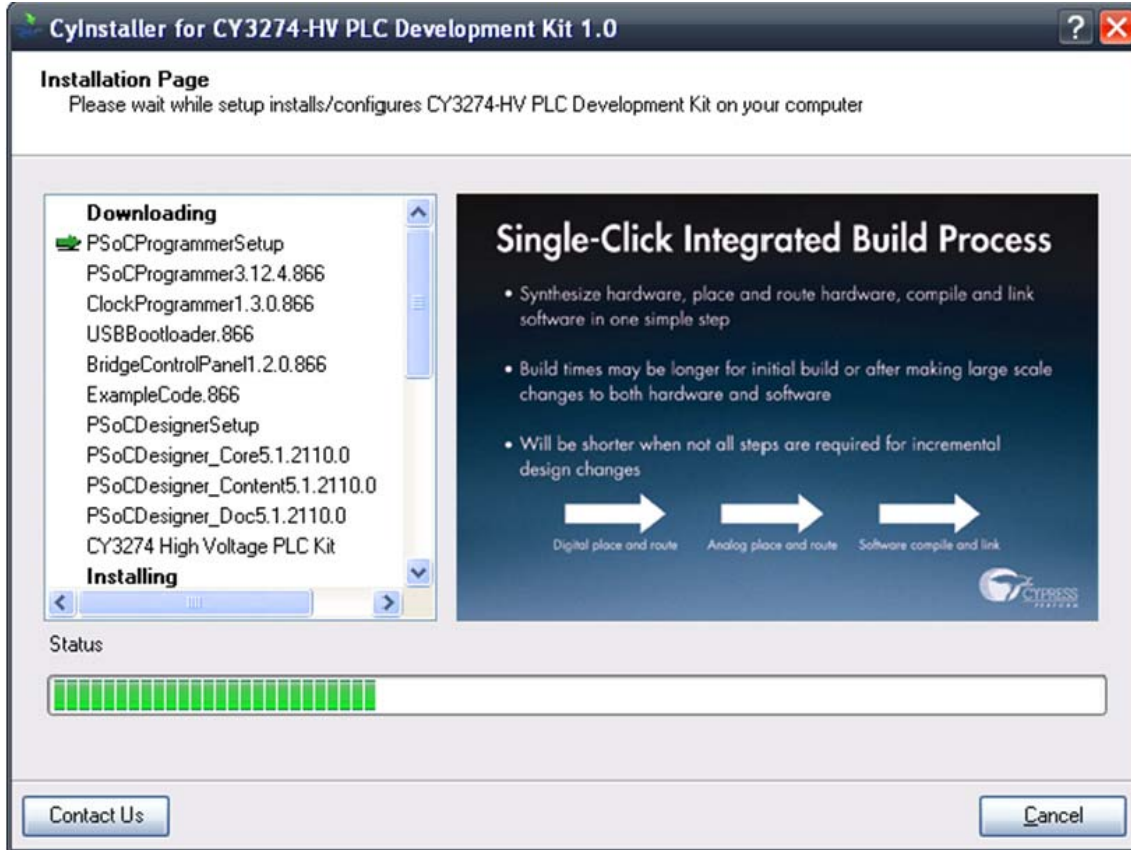 CyInstaller for CY3274-HV PLC Development Kit 1.0
Installation Page
Please wait while setup installs/configures CY3274-HV PLC Development Kit on your computer
Downloading
PSoCProgrammerSetup
PSoCProgrammer3.12.4.866
ClockProgrammer1.3.0.866
USBBootloader.866
BridgeControlPanel1.2.0.866
ExampleCode.866
PSoCDesignerSetup
PSoCDesigner_Core5.1.2110.0
PSoCDesigner_Content5.1.2110.0
PSoCDesigner_Doc5.1.2110.0
CY3274 High Voltage PLC Kit
Installing
Single-Click Integrated Build Process
• Synthesize hardware, place and route hardware, compile and link
software in one simple step
• Build times may be longer for initial build or after making large scale
changes to both hardware and software
• Will be shorter when not all steps are required for incremental
design changes
Digital place and route
Analog place and route
Software compile and link
CYPRESS
PERFORM
Status
Contact Us
Cancel